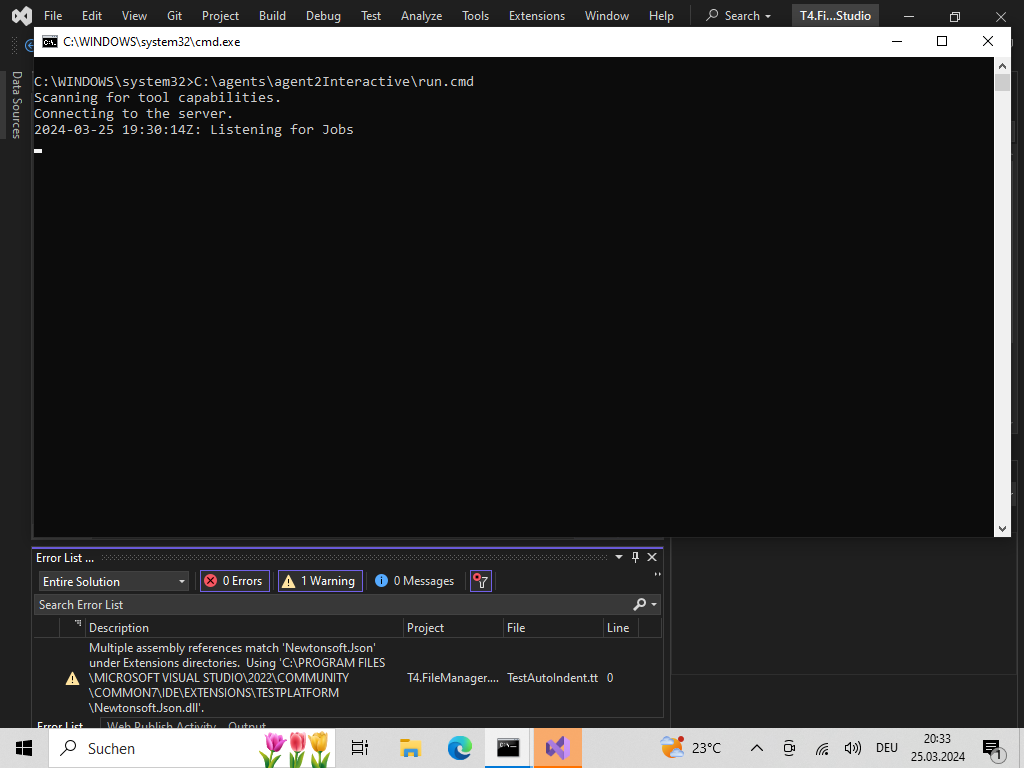 File Edit View Git Project Build Debug Test Analyze Tools Extensions Window Help Search T4.Fi...Studio
C:\WINDOWS\system32\cmd.exe
Data Sources
C:\WINDOWS\system32>C:\agents\agent2Interactive\run.cmd
Scanning for tool capabilities.
Connecting to the server.
2024-03-25 19:30:14Z: Listening for Jobs
Error List ...
Entire Solution 0 Errors 1 Warning 0 Messages
Search Error List
Description Project File Line
Multiple assembly references match 'Newtonsoft.Json'
under Extensions directories. Using 'C:\PROGRAM FILES
\MICROSOFT VISUAL STUDIO\2022\COMMUNITY
\COMMON7\IDE\EXTENSIONS\TESTPLATFORM
\Newtonsoft.Json.dll'.
T4.FileManager.... TestAutoIndent.tt 0
Error List Web Publish Activity Output
Suchen 23°C DEU 20:33
25.03.2024
1